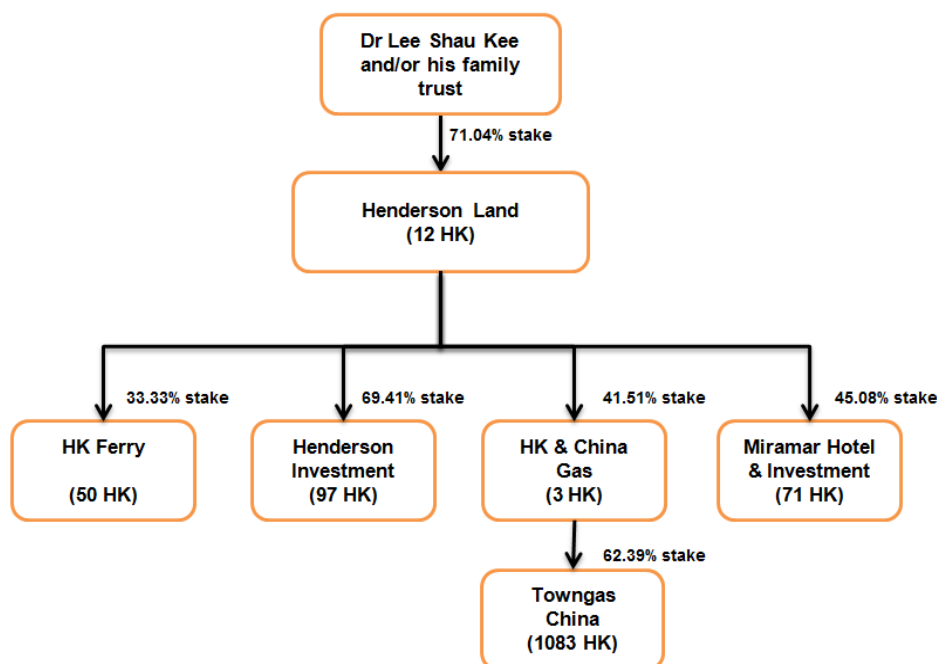 Dr Lee Shau Kee
and/or his family
trust
71.04% stake
Henderson Land
(12 HK)
33.33% stake
69.41% stake
41.51% stake
45.08% stake
HK Ferry
(50 HK)
Henderson
Investment
(97 HK)
HK & China
Gas
(3 HK)
Miramar Hotel
& Investment
(71 HK)
62.39% stake
Towngas
China
(1083 HK)